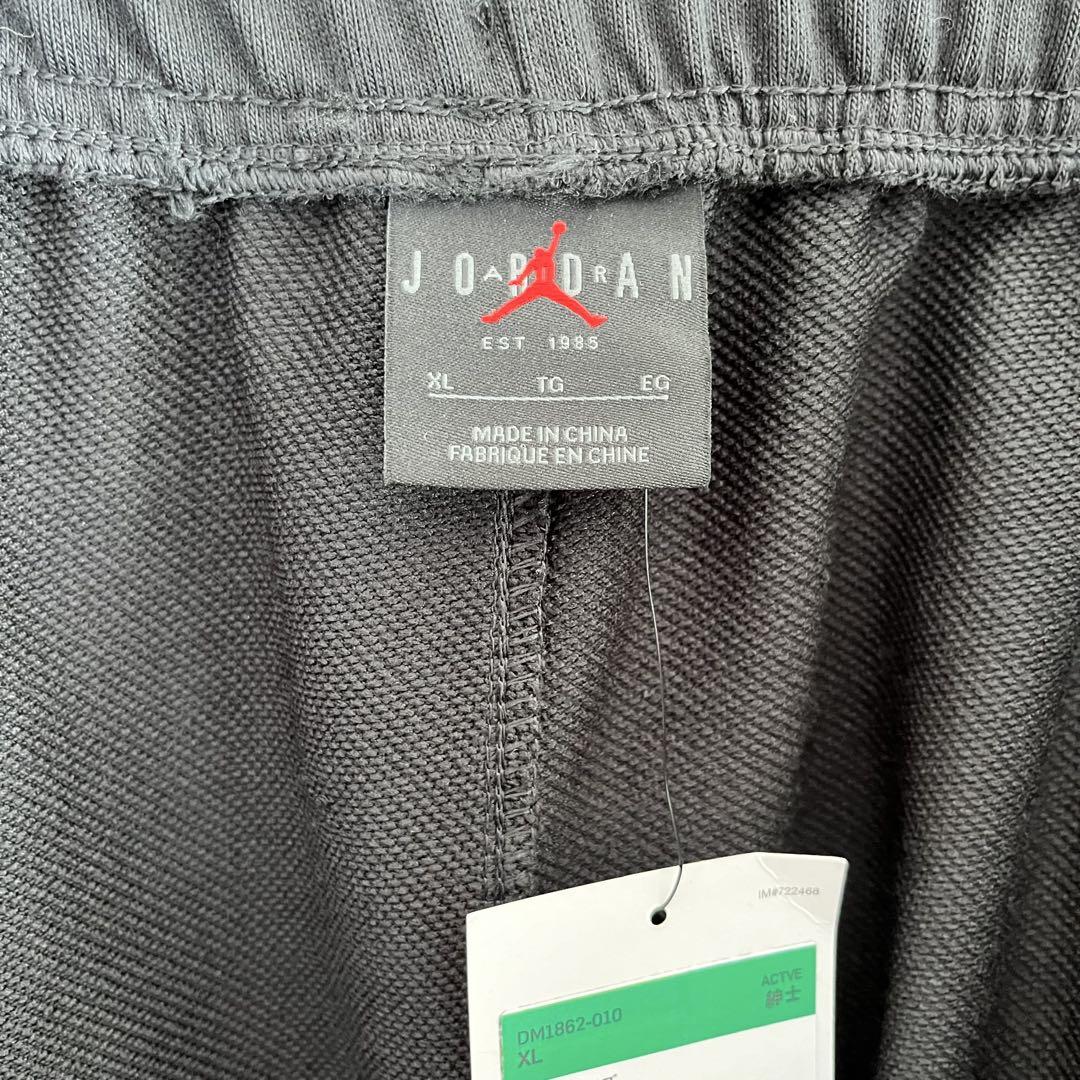 JORDAN
AIR
EST 1985
XL TG EG
MADE IN CHINA
FABRIQUE EN CHINE
IM#722468
ACTVE
紳士
DM1862-010
XL